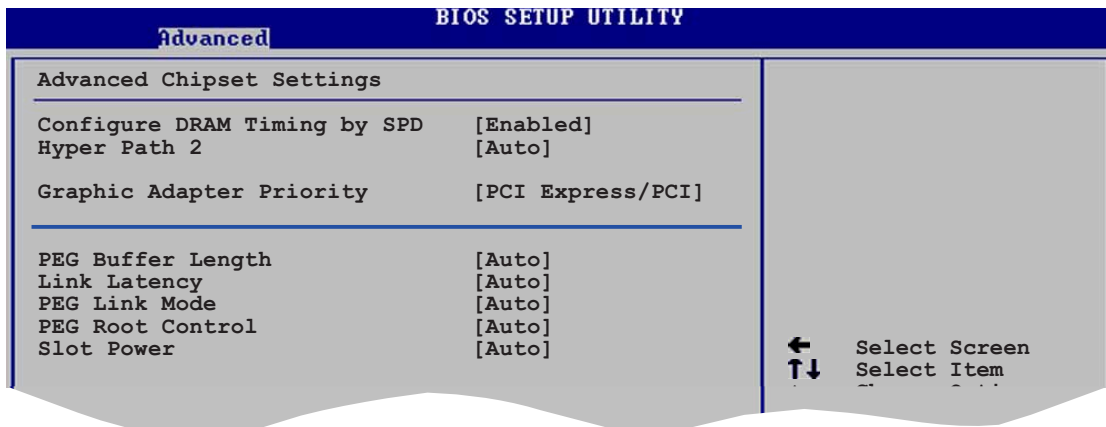 BIOS SETUP UTILITY
Advanced
Advanced Chipset Settings
Configure DRAM Timing by SPD [Enabled]
Hyper Path 2 [Auto]
Graphic Adapter Priority [PCI Express/PCI]
PEG Buffer Length [Auto]
Link Latency [Auto]
PEG Link Mode [Auto]
PEG Root Control [Auto]
Slot Power [Auto]
← Select Screen
↑↓ Select Item